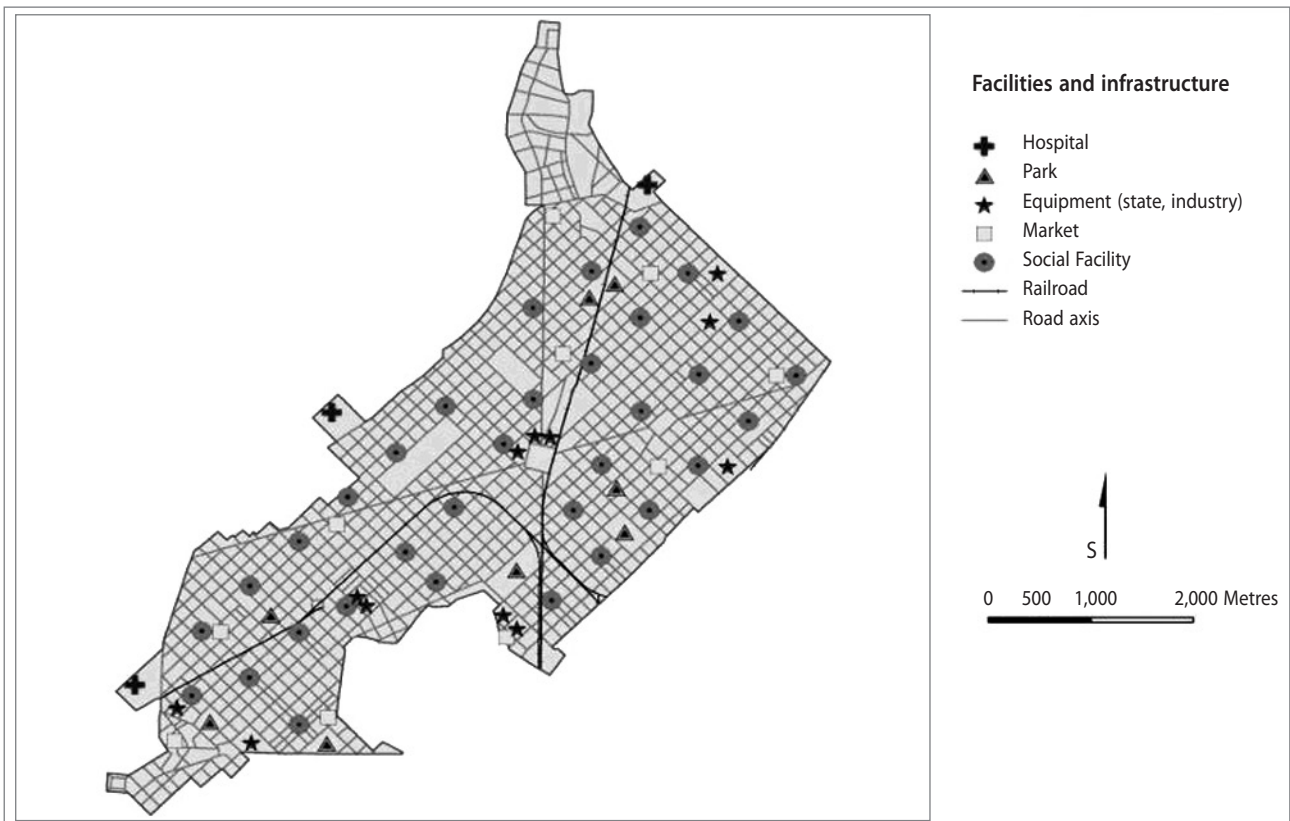 Facilities and infrastructure
Hospital
Park
Equipment (state, industry)
Market
Social Facility
Railroad
Road axis
S
0 500 1,000 2,000 Metres